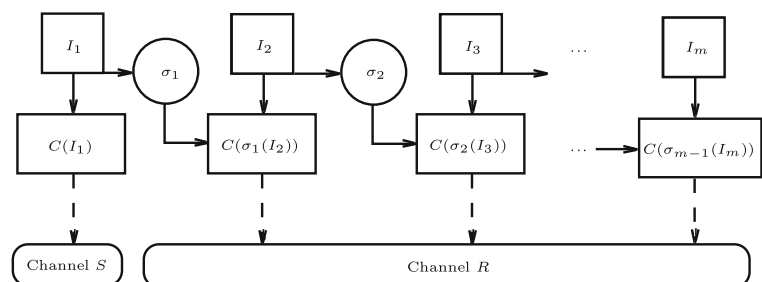 I₁ σ₁ I₂ σ₂ I₃ ... Iₘ
C(I₁) C(σ₁(I₂)) C(σ₂(I₃)) ... C(σₘ₋₁(Iₘ))
Channel S Channel R